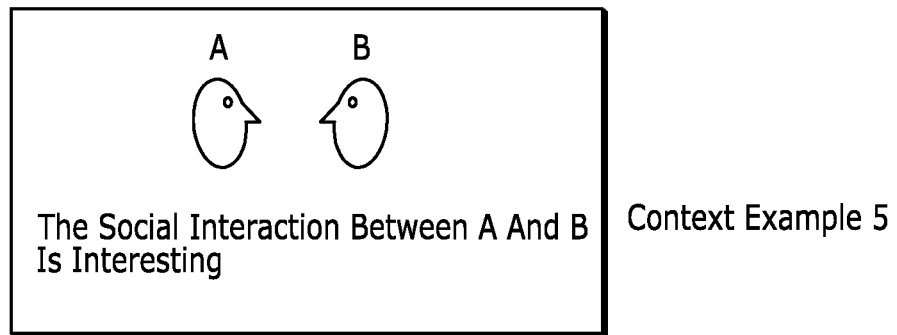 A B
The Social Interaction Between A And B
Is Interesting
Context Example 5